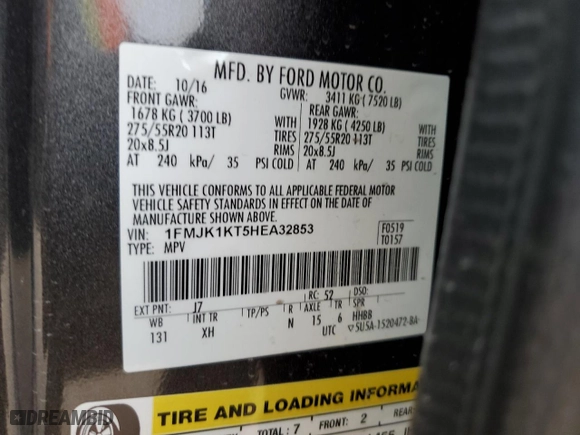 MFD. BY FORD MOTOR CO.
DATE: 10/16 GVWR: 3411 KG ( 7520 LB)
FRONT GAWR: REAR GAWR:
1678 KG ( 3700 LB) WITH 1928 KG ( 4250 LB) WITH
275/55R20 113T TIRES 275/55R20 113T TIRES
20x8.5J RIMS 20x8.5J RIMS
AT 240 kPa/ 35 PSI COLD AT 240 kPa/ 35 PSI COLD
THIS VEHICLE CONFORMS TO ALL APPLICABLE FEDERAL MOTOR
VEHICLE SAFETY STANDARDS IN EFFECT ON THE DATE OF
MANUFACTURE SHOWN ABOVE.
VIN: 1FMJK1KT5HEA32853 F0519
TYPE: MPV T0157
EXT PNT: J7 RC: 52 DSO:
WB INT TR TP/PS R AXLE TR SPR
131 XH N 15 6 HHBB
UTC 5U5A-1520472-BA
TIRE AND LOADING INFORMA
TOTAL: 7 FRONT: 2 REAR
DREAMBID